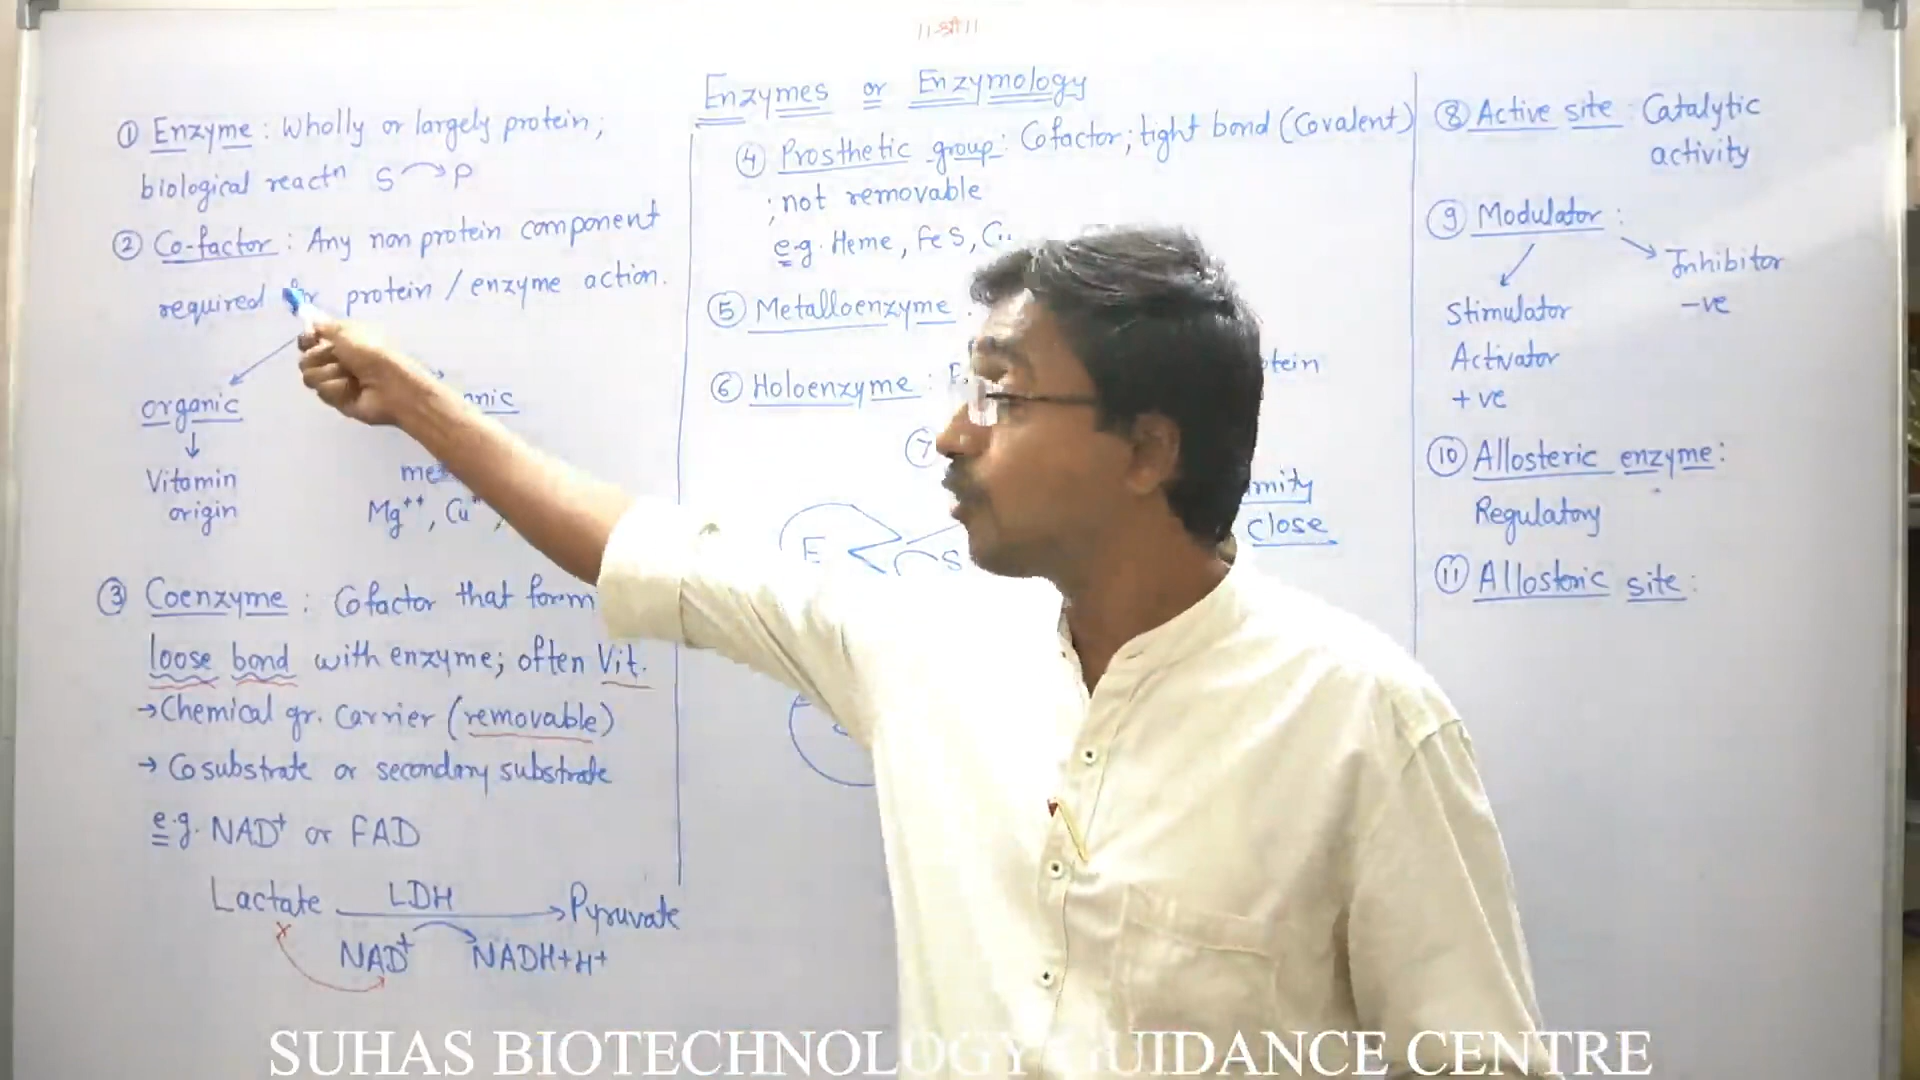 ॥श्री॥
Enzymes or Enzymology
① Enzyme: Wholly or largely protein;
biological reactⁿ S → P
② Co-factor: Any non protein component
required for protein / enzyme action.
organic
↓
Vitamin
origin
Mg⁺⁺, Cu⁺
③ Coenzyme: Cofactor that form
loose bond with enzyme; often Vit.
→ Chemical gr. Carrier (removable)
→ Cosubstrate or secondary substrate
e.g. NAD⁺ or FAD
Lactate LDH → Pyruvate
NAD⁺ NADH+H+
④ Prosthetic group: Cofactor; tight bond (Covalent)
; not removable
e.g. Heme, FeS,
⑤ Metalloenzyme
⑥ Holoenzyme:
⑦
close
E S
⑧ Active site: Catalytic
activity
⑨ Modulator:
Inhibitor
-ve
Stimulator
Activator
+ve
⑩ Allosteric enzyme:
Regulatory
⑪ Allosteric site:
SUHAS BIOTECHNOLOGY GUIDANCE CENTRE